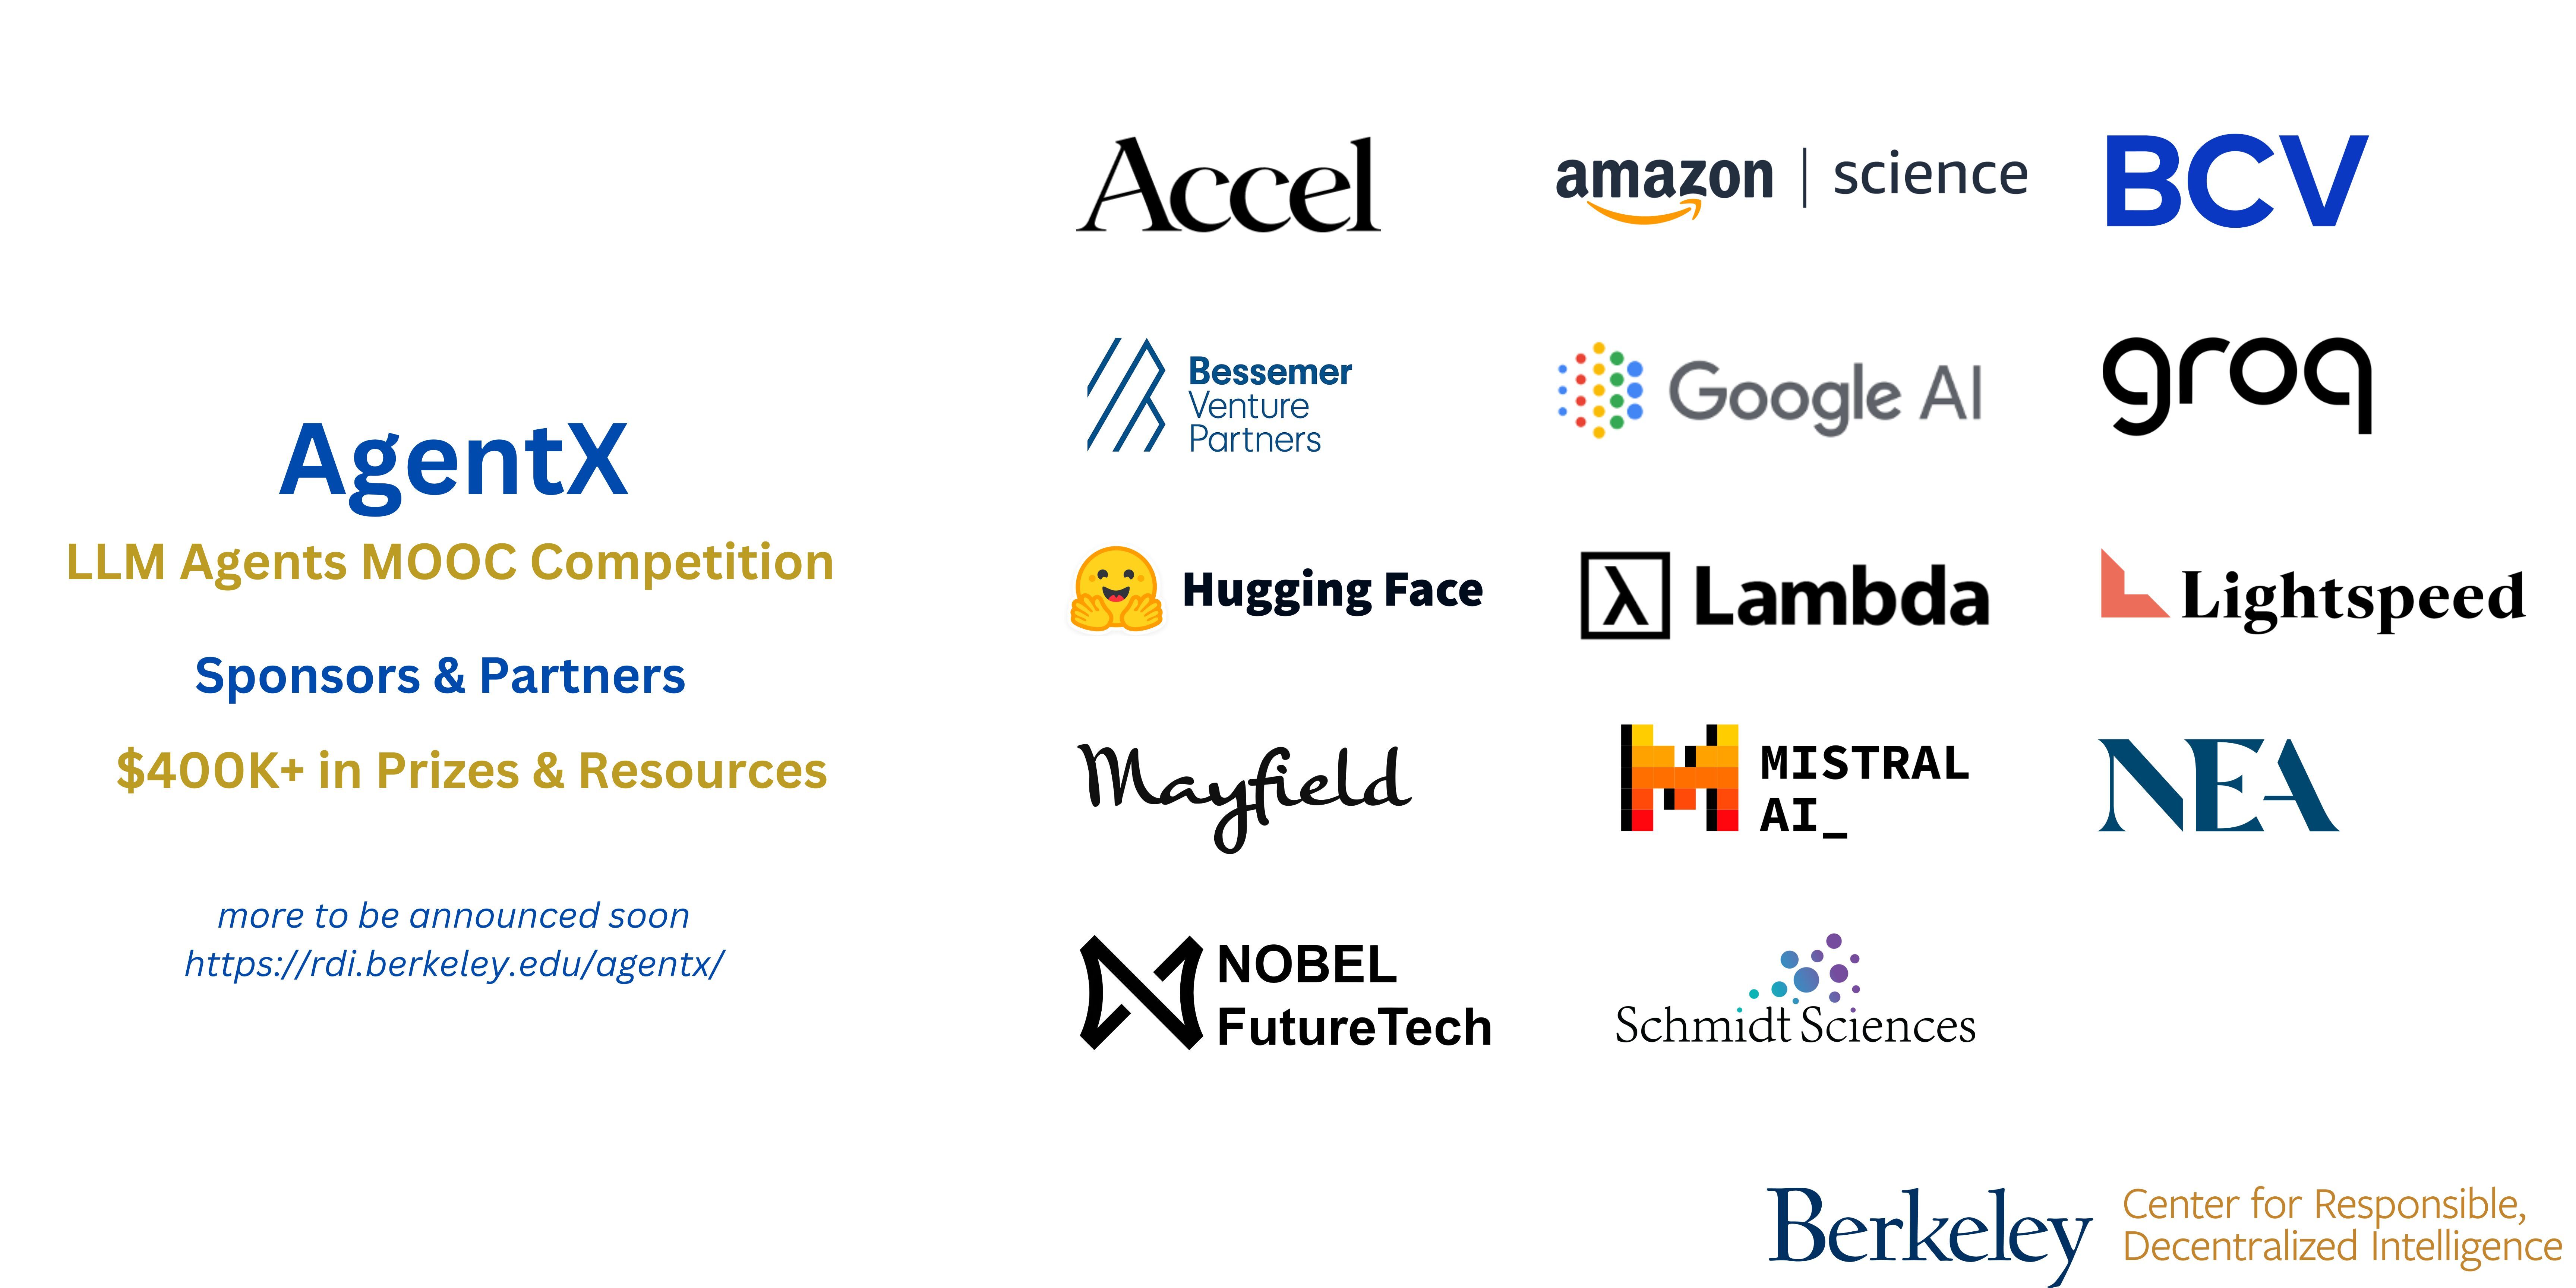 AgentX
LLM Agents MOOC Competition
Sponsors & Partners
$400K+ in Prizes & Resources
more to be announced soon
https://rdi.berkeley.edu/agentx/
Accel
amazon | science
BCV
Bessemer
Venture
Partners
Google AI
groq
Hugging Face
λ Lambda
Lightspeed
Mayfield
MISTRAL
AI_
NEA
NOBEL
FutureTech
Schmidt Sciences
Berkeley
Center for Responsible,
Decentralized Intelligence